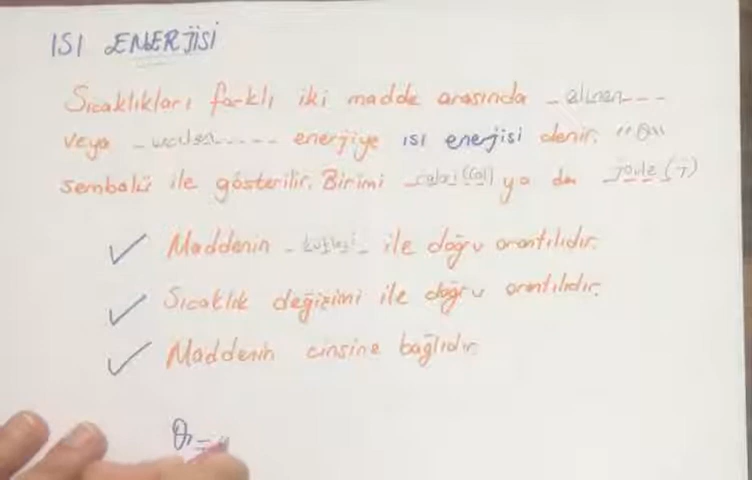 ISI ENERJİSİ
Sıcaklıkları farklı iki madde arasında alınan
veya verilen enerjiye ısı enerjisi denir. "Q"
sembolü ile gösterilir. Birimi kalori (cal) ya da joule (J)
Maddenin kütlesi ile doğru orantılıdır.
Sıcaklık değişimi ile doğru orantılıdır.
Maddenin cinsine bağlıdır.
Q =